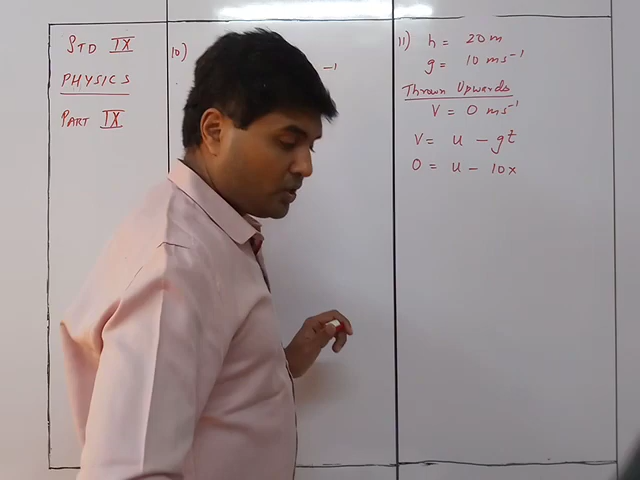 STD IX
PHYSICS
PART IX
10)
-1
11) h = 20 m
g = 10 ms⁻¹
Thrown Upwards
V = 0 ms⁻¹
V = u - gt
0 = u - 10x